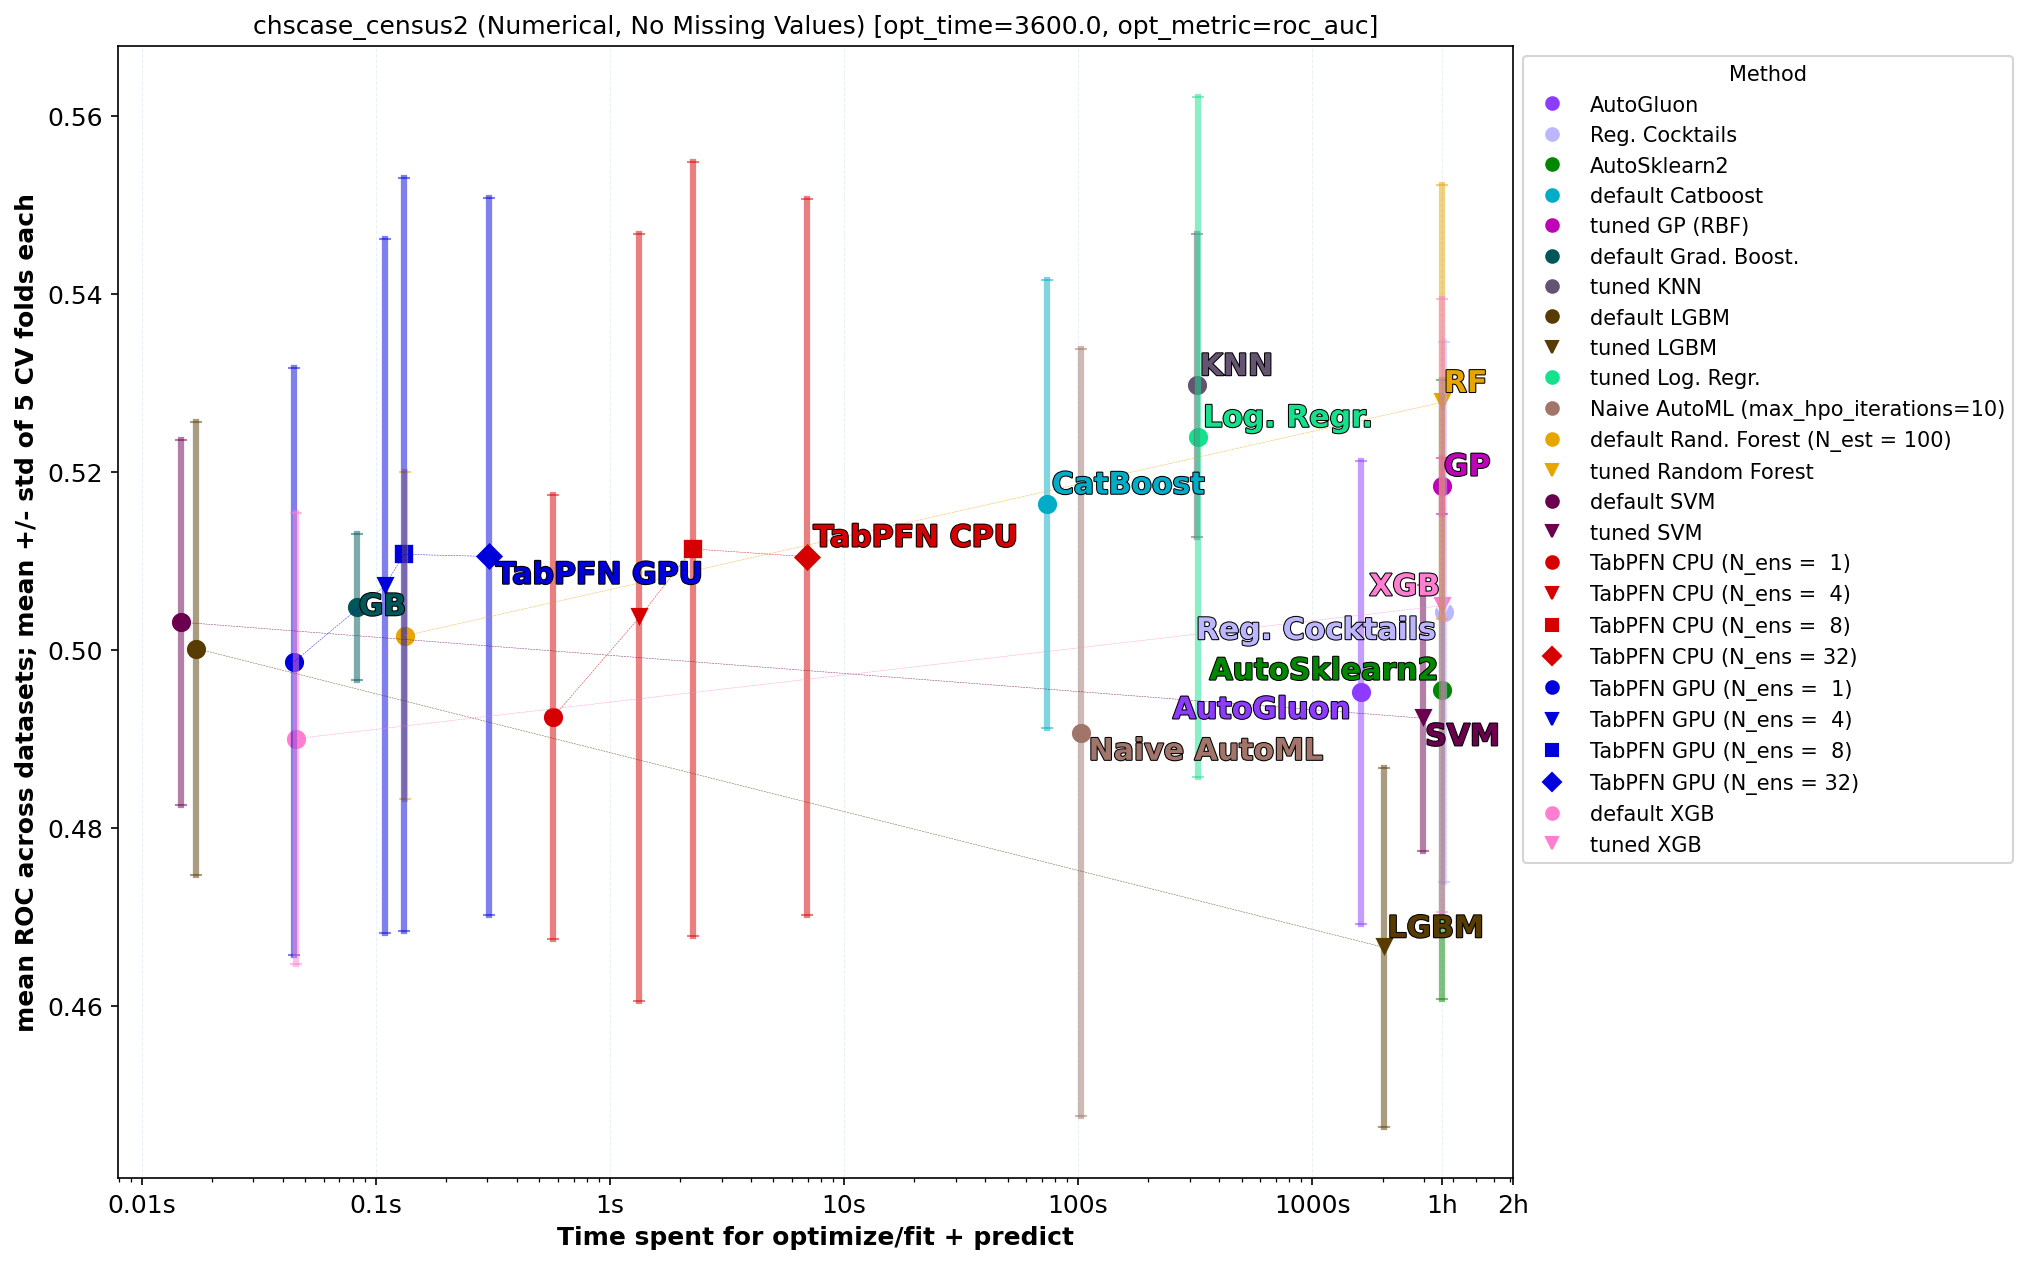 chscase_census2 (Numerical, No Missing Values) [opt_time=3600.0, opt_metric=roc_auc]
mean ROC across datasets; mean +/- std of 5 CV folds each
0.56
0.54
0.52
0.50
0.48
0.46
KNN
RF
Log. Regr.
GP
CatBoost
TabPFN CPU
TabPFN GPU
XGB
GB
Reg. Cocktails
AutoSklearn2
AutoGluon
SVM
Naive AutoML
LGBM
0.01s
0.1s
1s
10s
100s
1000s
1h
2h
Time spent for optimize/fit + predict
Method
AutoGluon
Reg. Cocktails
AutoSklearn2
default Catboost
tuned GP (RBF)
default Grad. Boost.
tuned KNN
default LGBM
tuned LGBM
tuned Log. Regr.
Naive AutoML (max_hpo_iterations=10)
default Rand. Forest (N_est = 100)
tuned Random Forest
default SVM
tuned SVM
TabPFN CPU (N_ens =  1)
TabPFN CPU (N_ens =  4)
TabPFN CPU (N_ens =  8)
TabPFN CPU (N_ens = 32)
TabPFN GPU (N_ens =  1)
TabPFN GPU (N_ens =  4)
TabPFN GPU (N_ens =  8)
TabPFN GPU (N_ens = 32)
default XGB
tuned XGB